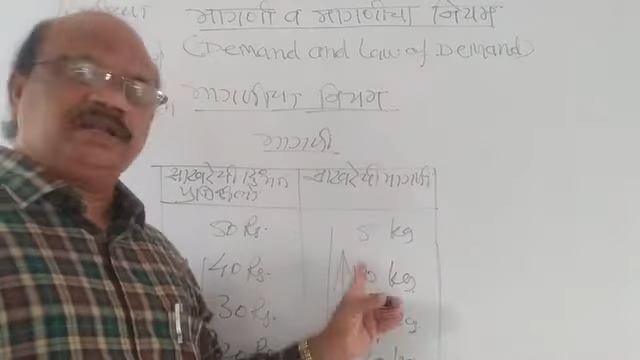 मागणी व मागणीचा नियम
(Demand and Law of Demand)
मागणीचा नियम
साखरेची किंमत प्रतिकिलो साखरेची मागणी
50 Rs. 5 kg
40 Rs. kg
30 Rs.